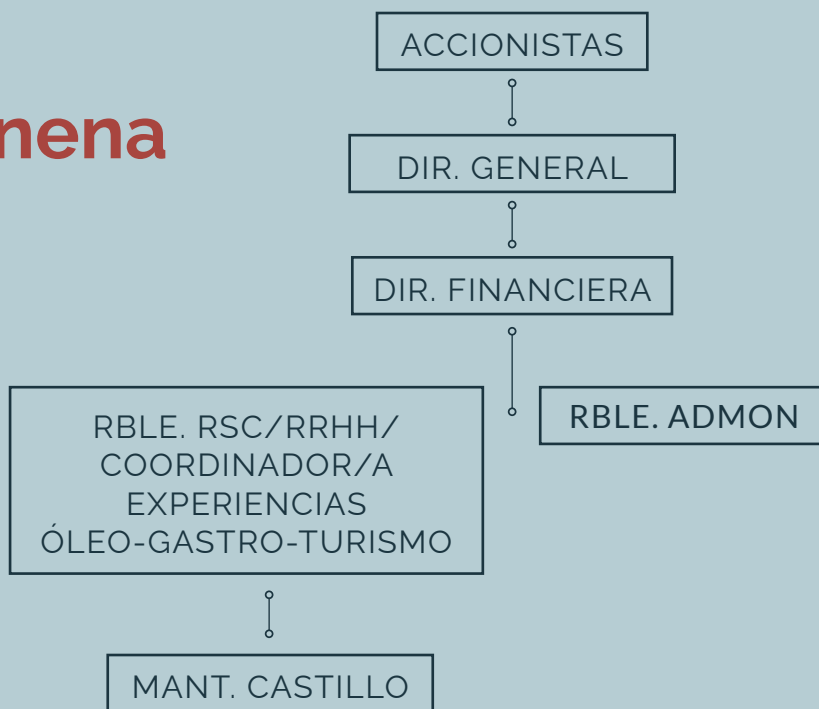 ACCIONISTAS
nena
DIR. GENERAL
DIR. FINANCIERA
RBLE. RSC/RRHH/
COORDINADOR/A
EXPERIENCIAS
ÓLEO-GASTRO-TURISMO
RBLE. ADMON
MANT. CASTILLO